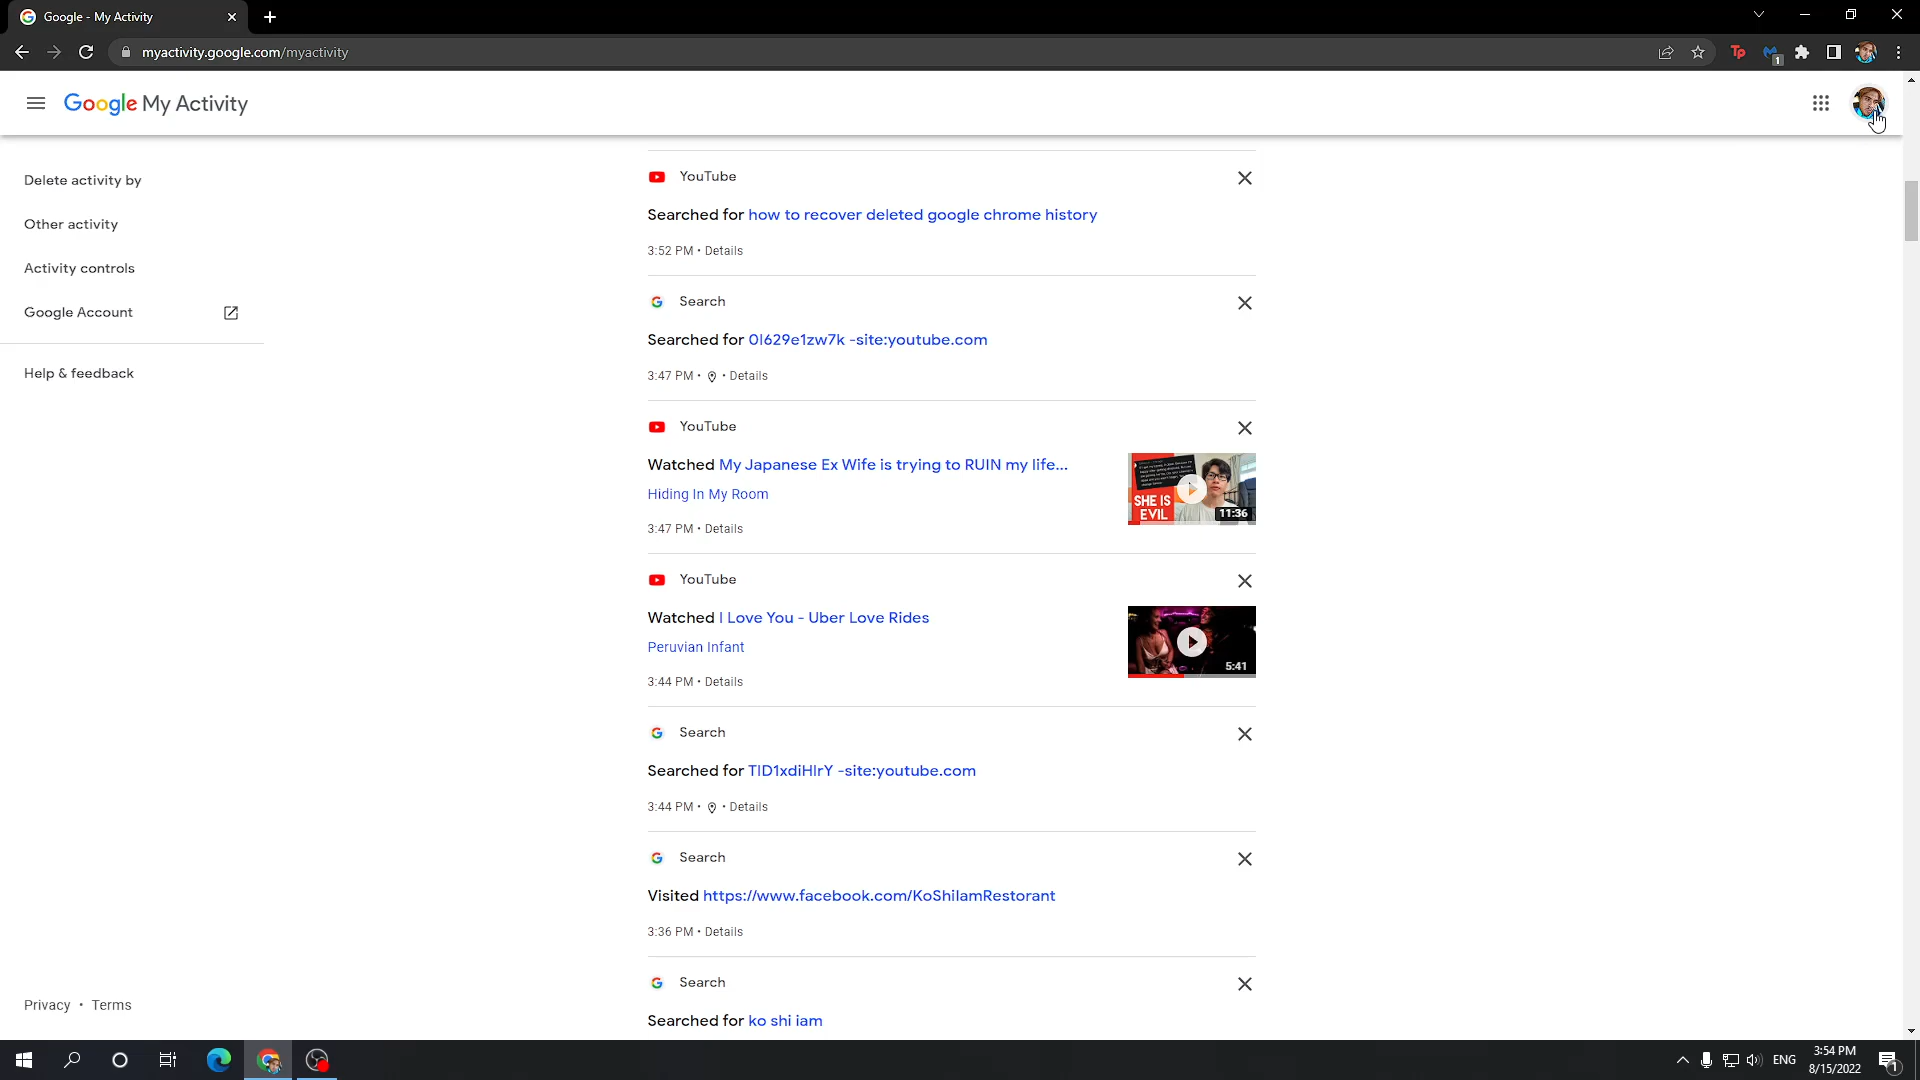 Google - My Activity
myactivity.google.com/myactivity
Tp
1
Google My Activity
Delete activity by
Other activity
Activity controls
Google Account
Help & feedback
Privacy • Terms
YouTube
Searched for how to recover deleted google chrome history
3:52 PM • Details
Search
Searched for 0I629e1zw7k -site:youtube.com
3:47 PM • • Details
YouTube
Watched My Japanese Ex Wife is trying to RUIN my life...
Hiding In My Room
3:47 PM • Details
SHE IS
EVIL
11:36
YouTube
Watched I Love You - Uber Love Rides
Peruvian Infant
3:44 PM • Details
5:41
Search
Searched for TID1xdiHIrY -site:youtube.com
3:44 PM • • Details
Search
Visited https://www.facebook.com/KoShiIamRestorant
3:36 PM • Details
Search
Searched for ko shi iam
ENG
3:54 PM
8/15/2022
1